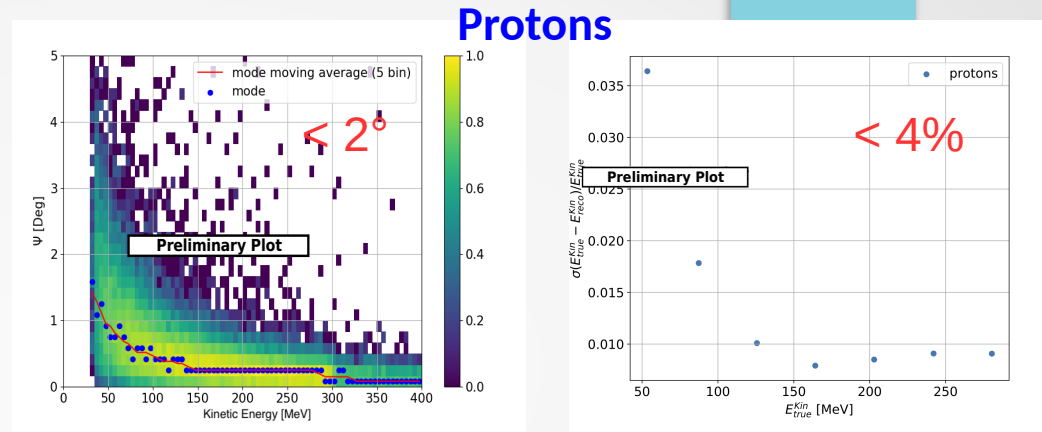 Protons
5
4
3
2
1
0
Ψ [Deg]
mode moving average (5 bin)
mode
< 2°
Preliminary Plot
0 50 100 150 200 250 300 350 400
Kinetic Energy [MeV]
1.0
0.8
0.6
0.4
0.2
0.0
0.035
0.030
0.025
0.020
0.015
0.010
σ(E_true^Kin − E_reco^Kin)/E_true^Kin
protons
< 4%
Preliminary Plot
50 100 150 200 250
E_true^Kin [MeV]